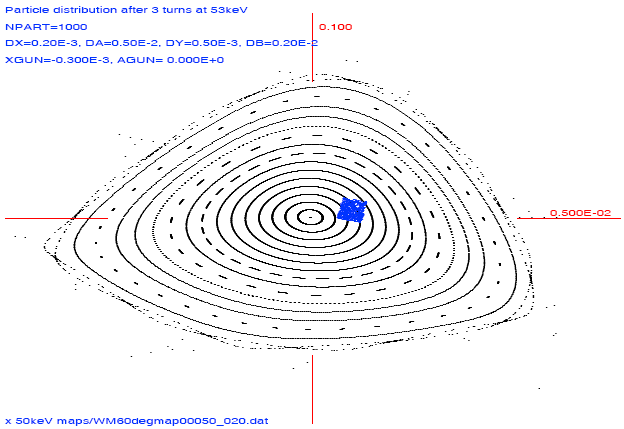 Particle distribution after 3 turns at 53keV
NPART=1000
0.100
DX=0.20E-3, DA=0.50E-2, DY=0.50E-3, DB=0.20E-2
XGUN=-0.300E-3, AGUN= 0.000E+0
0.500E-02
x 50keV maps/WM60degmap00050_020.dat